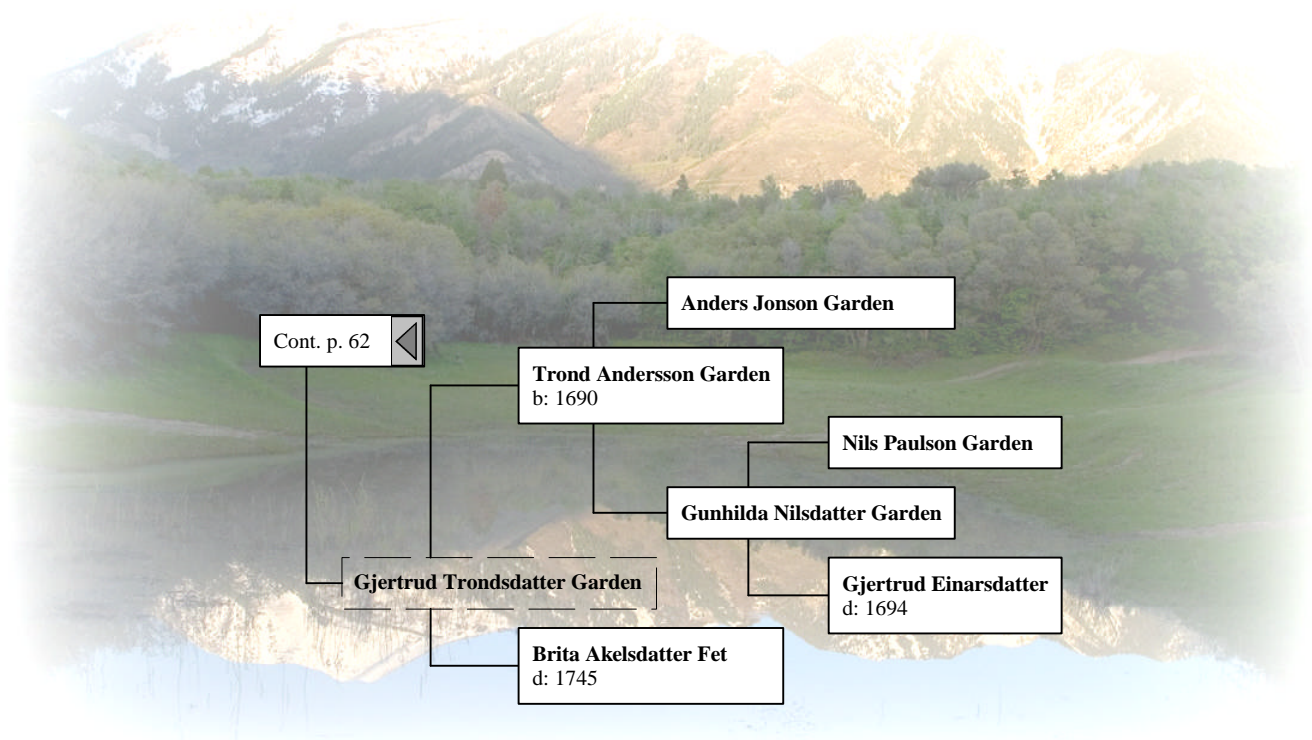 Anders Jonson Garden
Cont. p. 62
Trond Andersson Garden
b: 1690
Nils Paulson Garden
Gunhilda Nilsdatter Garden
Gjertrud Trondsdatter Garden
Gjertrud Einarsdatter
d: 1694
Brita Akelsdatter Fet
d: 1745